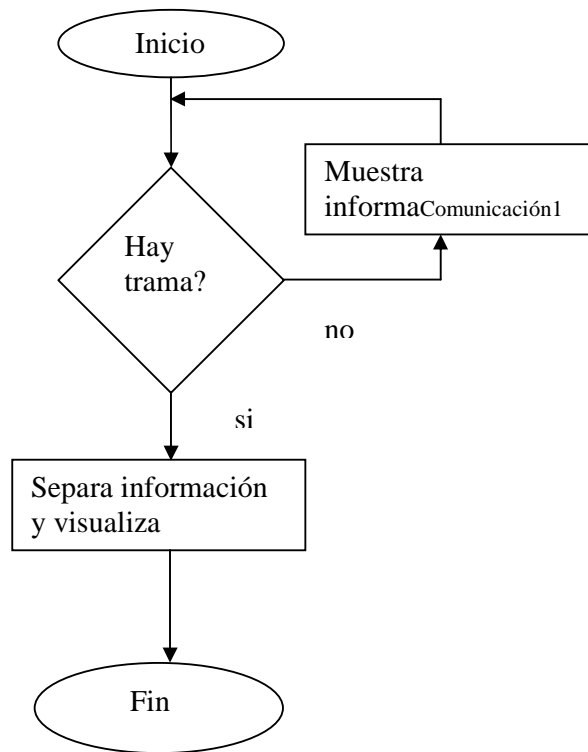 Inicio
Muestra
informaComunicación1
Hay
trama?
no
si
Separa información
y visualiza
Fin